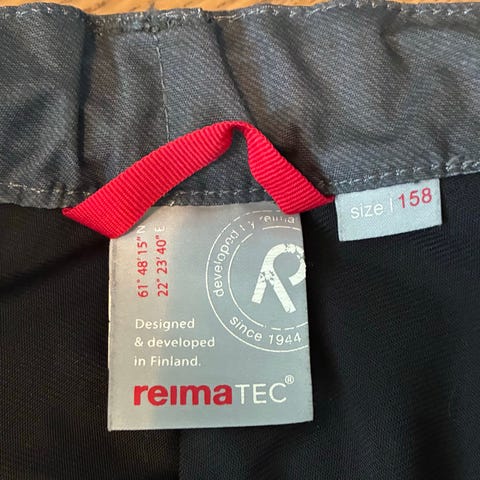 61° 48' 15" N
22° 23' 40" E
developed by reima
since 1944
Designed
& developed
in Finland.
reimaTEC®
size | 158